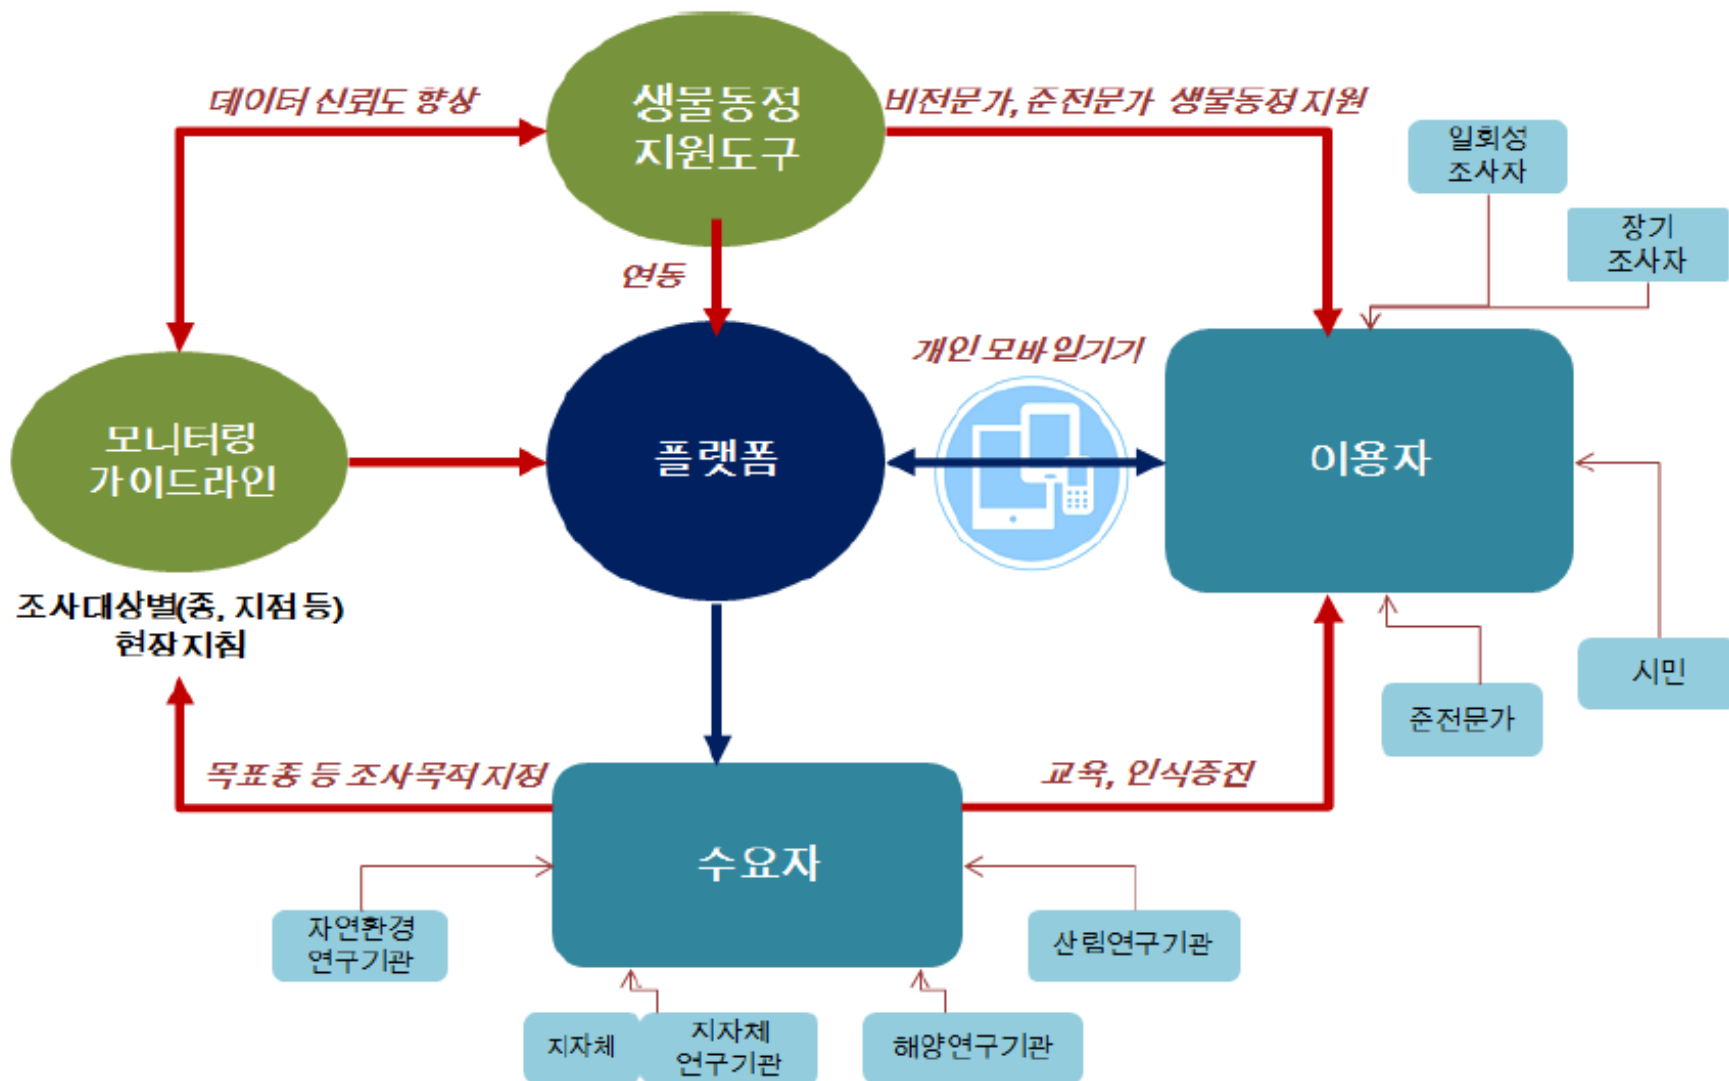 데이터 신뢰도 향상
생물동정
지원도구
비전문가, 준전문가 생물동정 지원
일회성
조사자
장기
조사자
연동
개인 모바일기기
모니터링
가이드라인
플랫폼
이용자
조사대상별(종, 지점 등)
현장지침
시민
준전문가
목표종 등 조사목적 지정
교육, 인식증진
수요자
자연환경
연구기관
산림연구기관
지자체
지자체
연구기관
해양연구기관